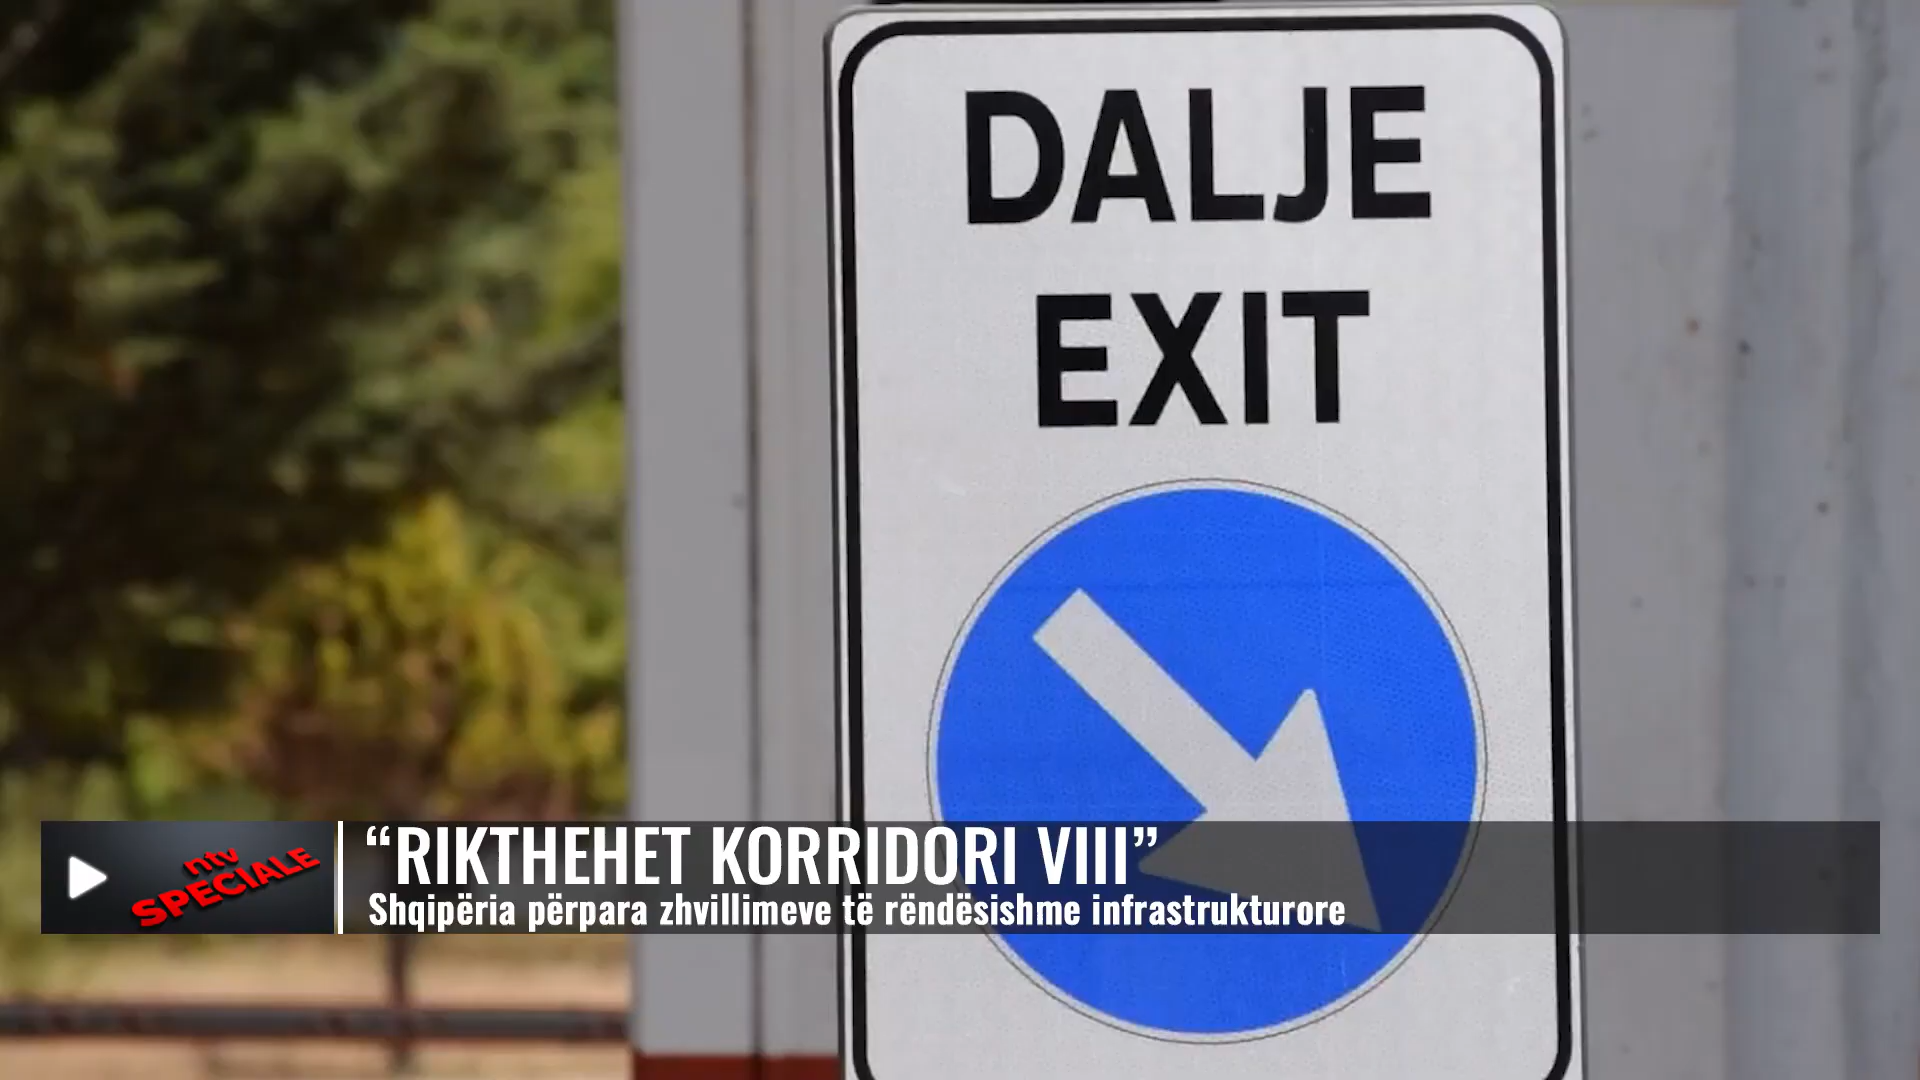 DALJE
EXIT
ntv
SPECIALE
“RIKTHEHET KORRIDORI VIII”
Shqipëria përpara zhvillimeve të rëndësishme infrastrukturore